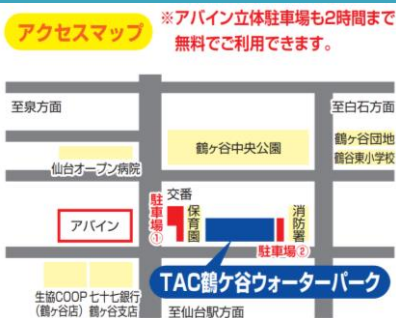 アクセスマップ
※アバイン立体駐車場も2時間まで
無料でご利用できます。
至泉方面
至白石方面
鶴ヶ谷中央公園
鶴ケ谷団地
鶴谷東小学校
仙台オープン病院
交番
駐車場①
保育園
消防署
アバイン
駐車場②
TAC鶴ケ谷ウォーターパーク
生協COOP
(鶴ケ谷店)
七十七銀行
鶴ケ谷支店
至仙台駅方面